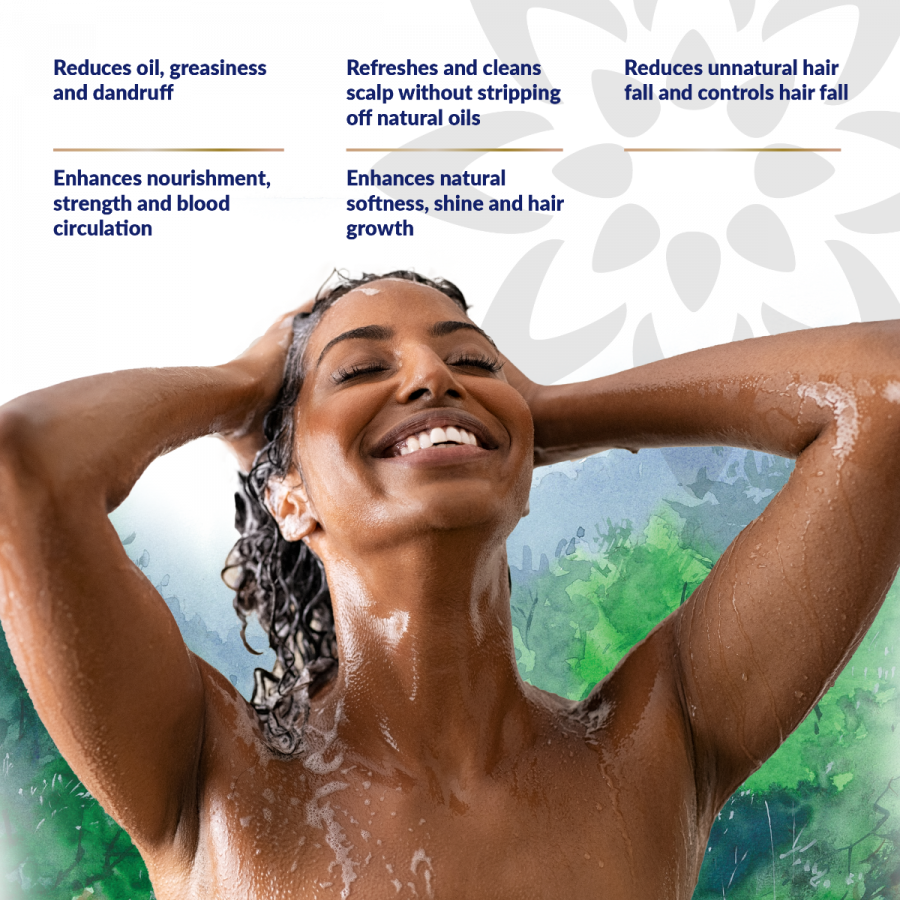 Reduces oil, greasiness
and dandruff
Refreshes and cleans
scalp without stripping
off natural oils
Reduces unnatural hair
fall and controls hair fall
Enhances nourishment,
strength and blood
circulation
Enhances natural
softness, shine and hair
growth